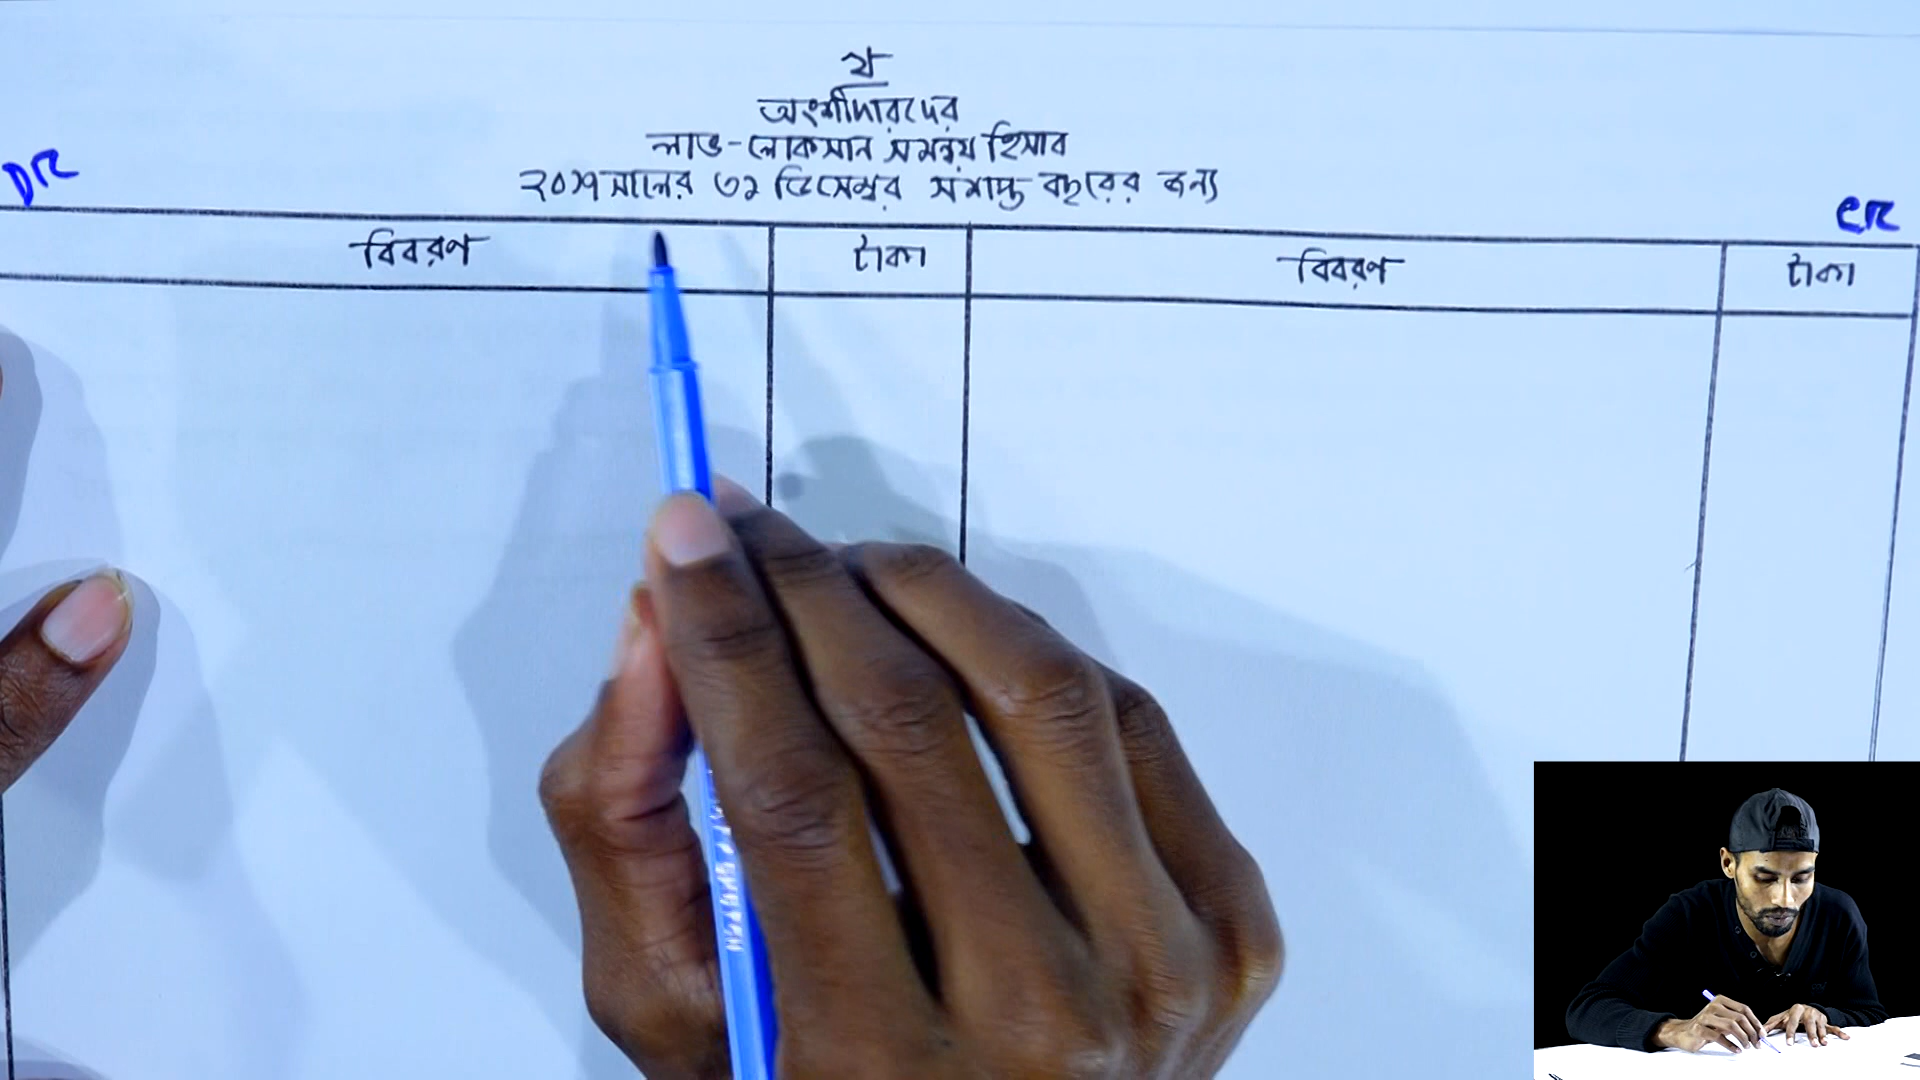 খ
অংশীদারদের
লাভ-লোকসান সমন্বয় হিসাব
২০১৭ সালের ৩১ ডিসেম্বর সমাপ্ত বছরের জন্য
Dr
Cr
বিবরণ টাকা বিবরণ টাকা